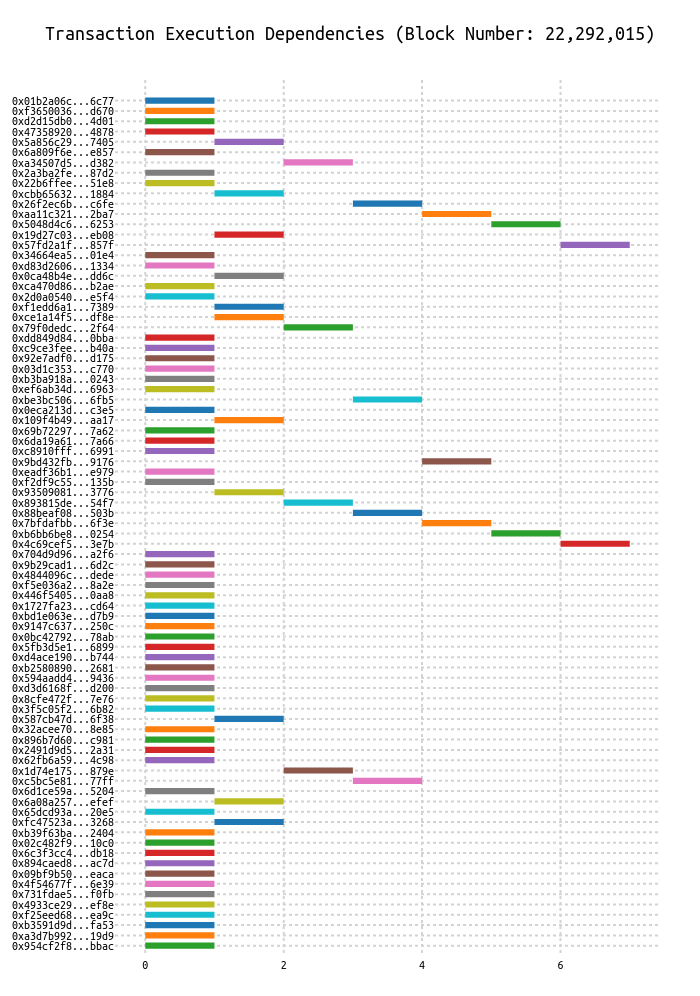 Transaction Execution Dependencies (Block Number: 22,292,015)
0x01b2a06c...6c77
0xf3650036...d670
0xd2d15db0...4d01
0x47358920...4878
0x5a856c29...7405
0x6a809f6e...e857
0xa34507d5...d382
0x2a3ba2fe...87d2
0x22b6ffee...51e8
0xcbb65632...1884
0x26f2ec6b...c6fe
0xaa11c321...2ba7
0x5048d4c6...6253
0x19d27c03...eb08
0x57fd2a1f...857f
0x34664ea5...01e4
0xd83d2606...1334
0x0ca48b4e...dd6c
0xca470d86...b2ae
0x2d0a0540...e5f4
0xf1edd6a1...7389
0xce1a14f5...df8e
0x79f0dedc...2f64
0xdd849d84...0bba
0xc9ce3fee...b40a
0x92e7adf0...d175
0x03d1c353...c770
0xb3ba918a...0243
0xef6ab34d...6963
0xbe3bc506...6fb5
0x0eca213d...c3e5
0x109f4b49...aa17
0x69b72297...7a62
0x6da19a61...7a66
0xc8910fff...6991
0x9bd432fb...9176
0xeadf36b1...e979
0xf2df9c55...135b
0x93509081...3776
0x893815de...54f7
0x88beaf08...503b
0x7bfdafbb...6f3e
0xb6bb6be8...0254
0x4c69cef5...3e7b
0x704d9d96...a2f6
0x9b29cad1...6d2c
0x4844096c...dede
0xf5e036a2...8a2e
0x446f5405...0aa8
0x1727fa23...cd64
0xbd1e063e...d7b9
0x9147c637...250c
0x0bc42792...78ab
0x5fb3d5e1...6899
0xd4ace190...b744
0xb2580890...2681
0x594aadd4...9436
0xd3d6168f...d200
0x8cfe472f...7e76
0x3f5c05f2...6b82
0x587cb47d...6f38
0x32acee70...8e85
0x896b7d60...c981
0x2491d9d5...2a31
0x62fb6a59...4c98
0x1d74e175...879e
0xc5bc5e81...77ff
0x6d1ce59a...5204
0x6a08a257...efef
0x65dcd93a...20e5
0xfc47523a...3268
0xb39f63ba...2404
0x02c482f9...10c0
0x6c3f3cc4...db18
0x894caed8...ac7d
0x09bf9b50...eaca
0x4f54677f...6e39
0x731fdae5...f0fb
0x4933ce29...ef8e
0xf25eed68...ea9c
0xb3591d9d...fa53
0xa3d7b992...19d9
0x954cf2f8...bbac
0 2 4 6